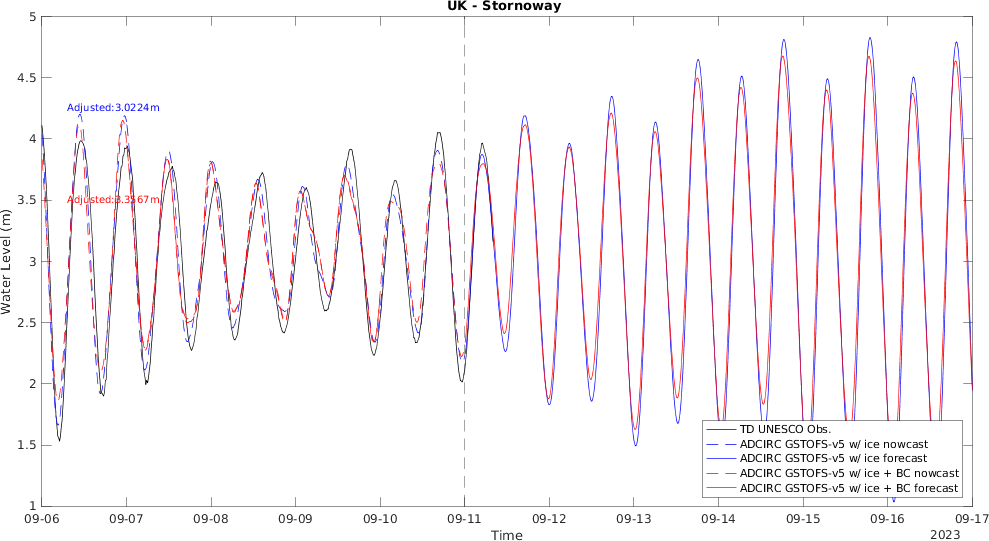 UK - Stornoway
5
4.5
4
3.5
3
2.5
2
1.5
1
Water Level (m)
Adjusted:3.0224m
Adjusted:3.3567m
TD UNESCO Obs.
ADCIRC GSTOFS-v5 w/ ice nowcast
ADCIRC GSTOFS-v5 w/ ice forecast
ADCIRC GSTOFS-v5 w/ ice + BC nowcast
ADCIRC GSTOFS-v5 w/ ice + BC forecast
09-06 09-07 09-08 09-09 09-10 09-11 09-12 09-13 09-14 09-15 09-16 09-17
Time
2023